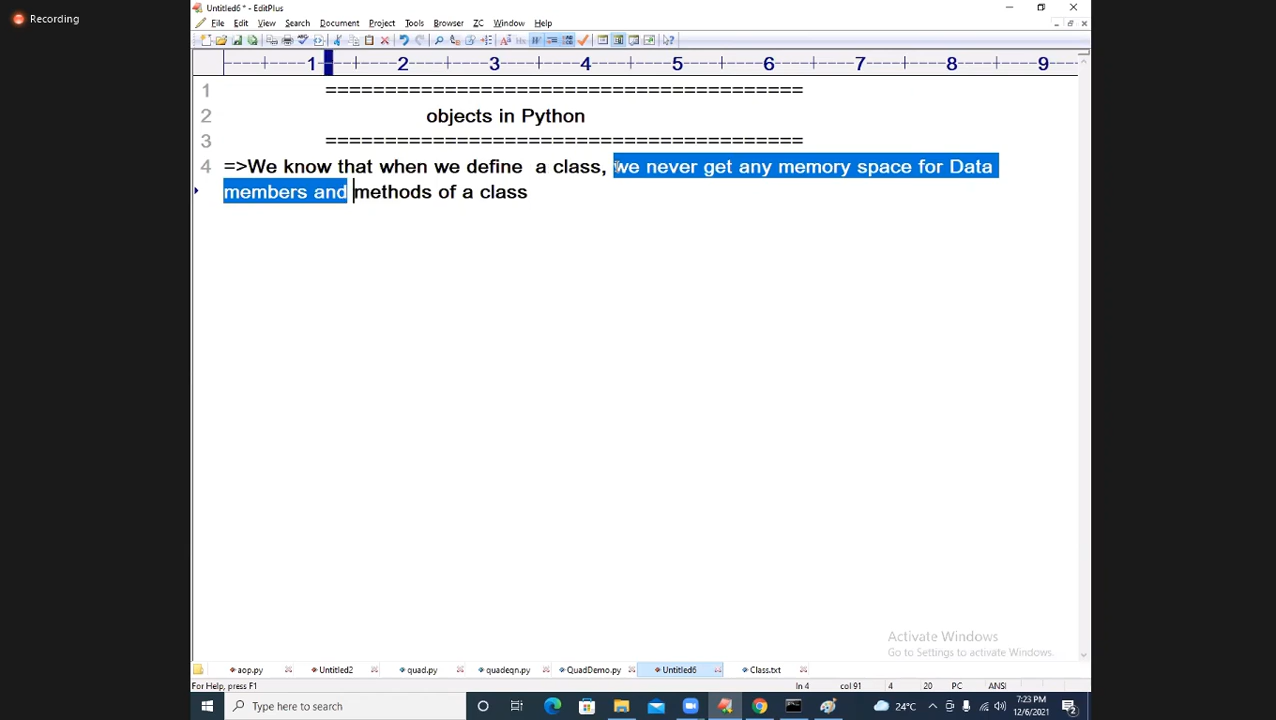 Recording
Untitled6 * - EditPlus
File Edit View Search Document Project Tools Browser ZC Window Help
----+----1----+----2----+----3----+----4----+----5----+----6----+----7----+----8----+----9--
1 ========================================
2 objects in Python
3 ========================================
4 =>We know that when we define  a class, we never get any memory space for Data
members and methods of a class
Activate Windows
Go to Settings to activate Windows.
aop.py Untitled2 quad.py quadeqn.py QuadDemo.py Untitled6 Class.txt
For Help, press F1 ln 4 col 91 4 20 PC ANSI
Type here to search 24°C 7:23 PM
12/6/2021 2